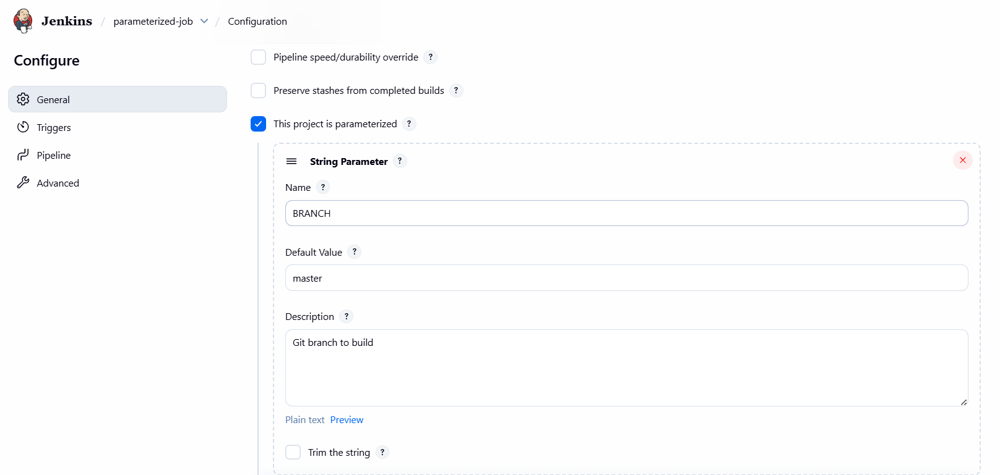 Jenkins / parameterized-job / Configuration
Configure
General
Triggers
Pipeline
Advanced
Pipeline speed/durability override ?
Preserve stashes from completed builds ?
This project is parameterized ?
String Parameter ?
Name ?
BRANCH
Default Value ?
master
Description ?
Git branch to build
Plain text Preview
Trim the string ?